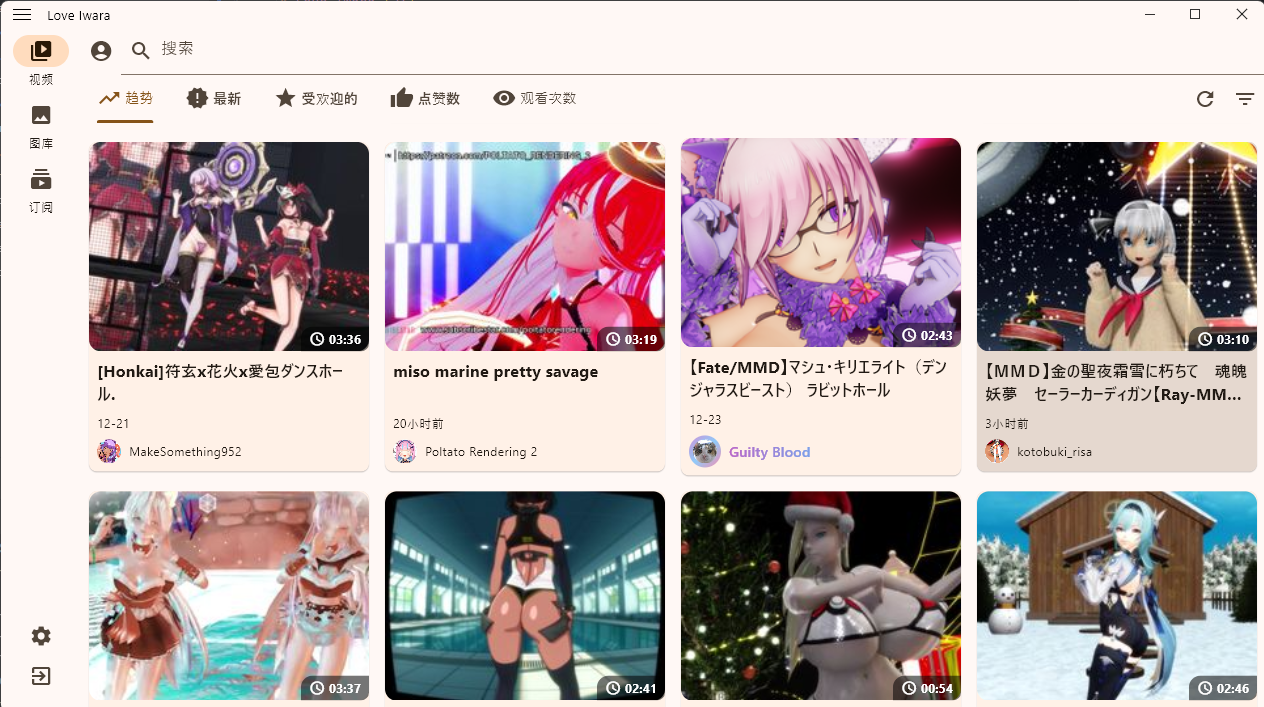 Love Iwara
搜索
视频
图库
订阅
趋势
最新
受欢迎的
点赞数
观看次数
03:36
[Honkai]符玄x花火x愛包ダンスホー
ル.
12-21
MakeSomething952
https://patreon.com/POLTATO_RENDERING_2
03:19
miso marine pretty savage
20小时前
Poltato Rendering 2
02:43
【Fate/MMD】マシュ・キリエライト（デン
ジャラスビースト） ラビットホール
12-23
Guilty Blood
03:10
【ＭＭＤ】金の聖夜霜雪に朽ちて　魂魄
妖夢　セーラーカーディガン【Ray-MM...
3小时前
kotobuki_risa
03:37
02:41
00:54
02:46